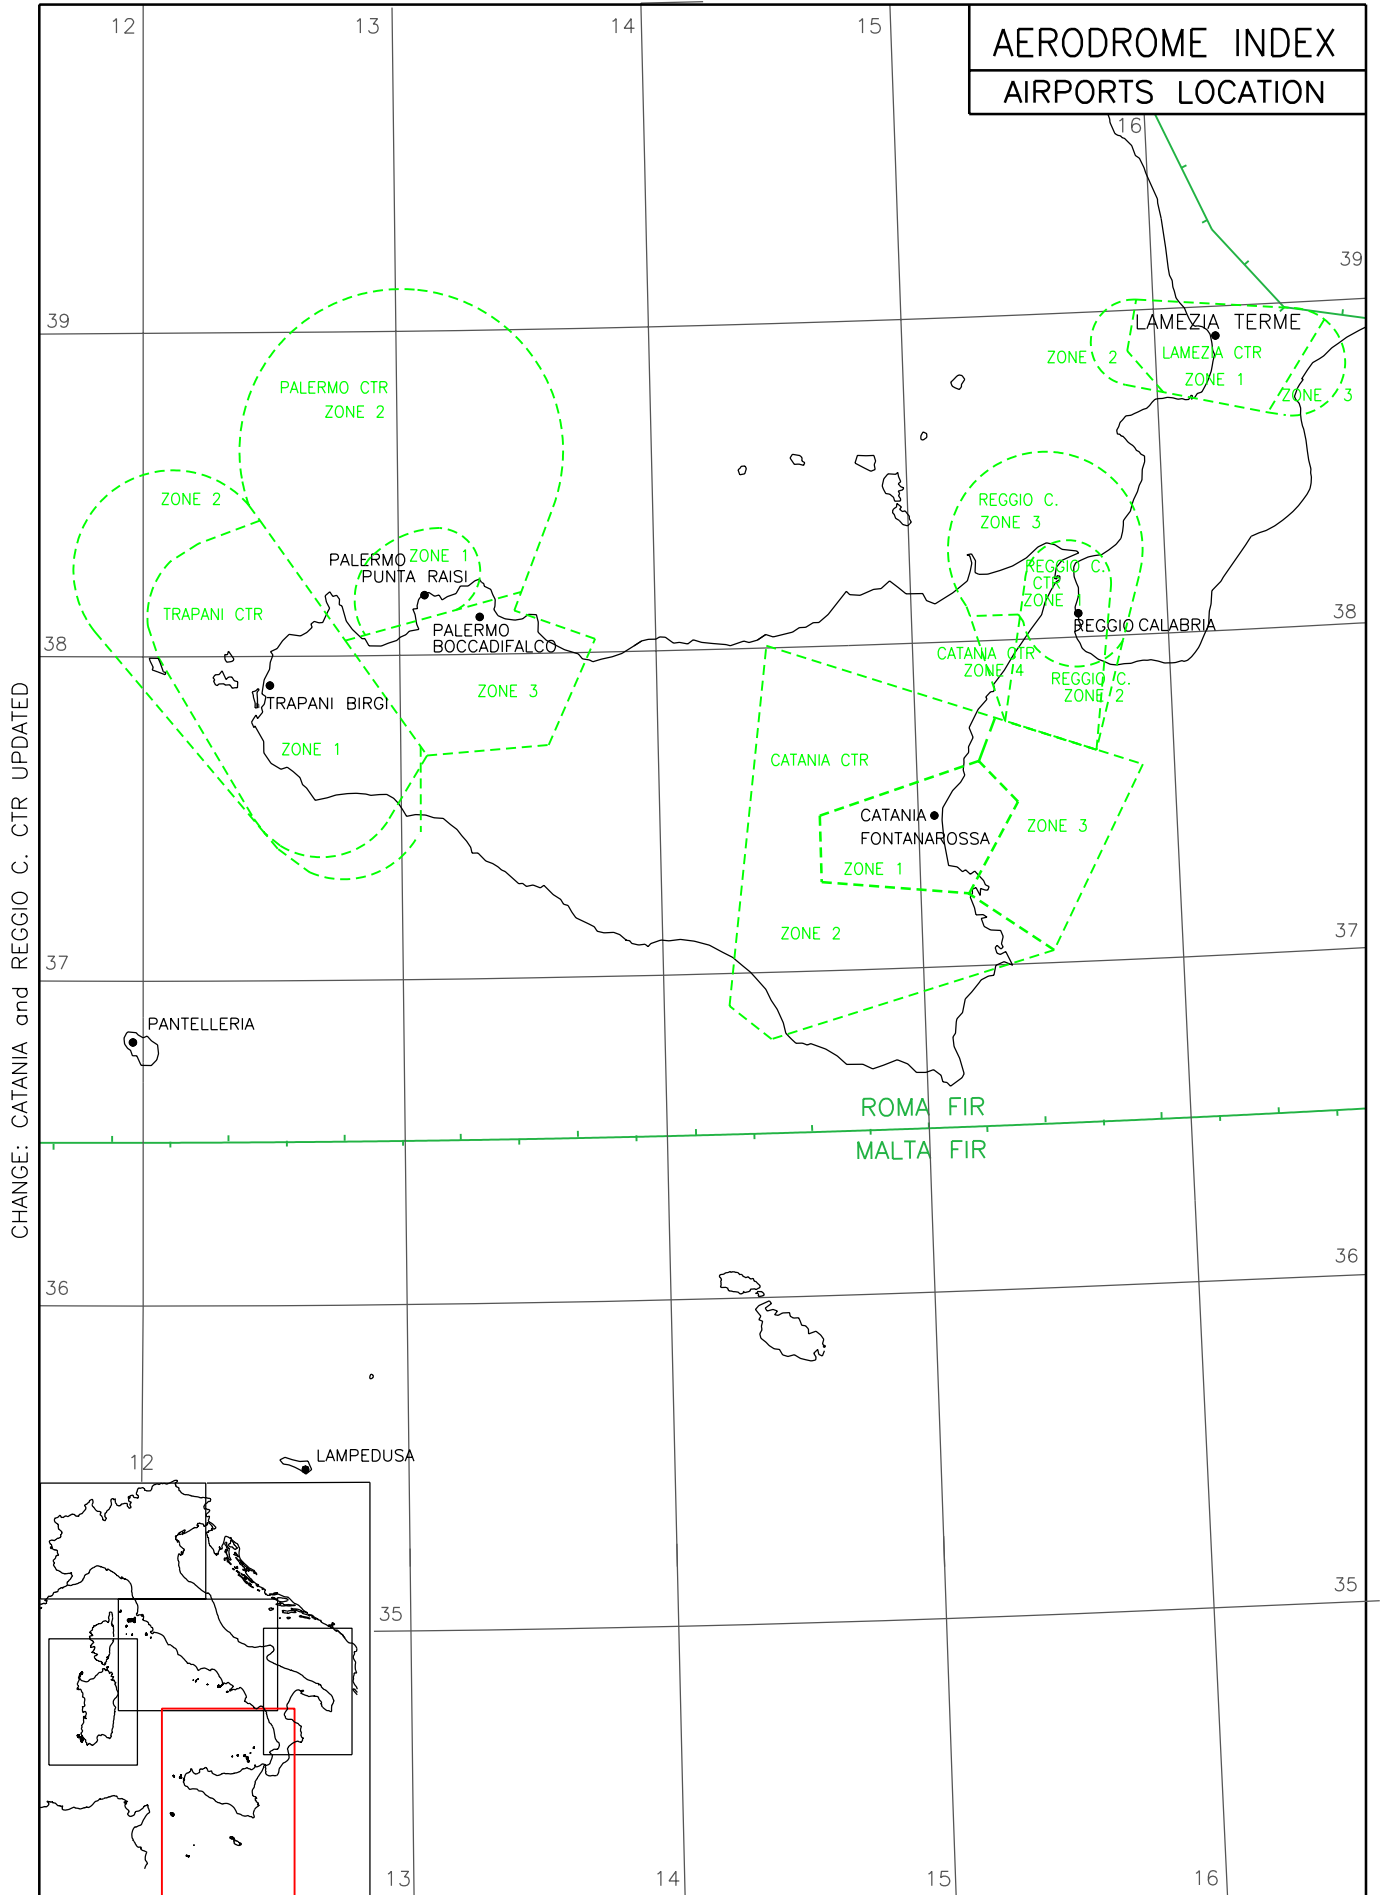 12
13
14
15
AERODROME INDEX
AIRPORTS LOCATION
16
39
39
LAMEZIA TERME
LAMEZIA CTR
ZONE 1
ZONE 2
ZONE 3
PALERMO CTR
ZONE 2
ZONE 2
REGGIO C.
ZONE 3
PALERMO
PUNTA RAISI
ZONE 1
REGGIO C.
CTR
ZONE 1
TRAPANI CTR
38
38
PALERMO
BOCCADIFALCO
REGGIO CALABRIA
CATANIA CTR
ZONE 4
REGGIO C.
ZONE 2
ZONE 3
TRAPANI BIRGI
ZONE 1
CATANIA CTR
CATANIA
FONTANAROSSA
ZONE 3
ZONE 1
ZONE 2
37
37
PANTELLERIA
ROMA FIR
MALTA FIR
CHANGE: CATANIA and REGGIO C. CTR UPDATED
36
36
LAMPEDUSA
12
35
35
13
14
15
16